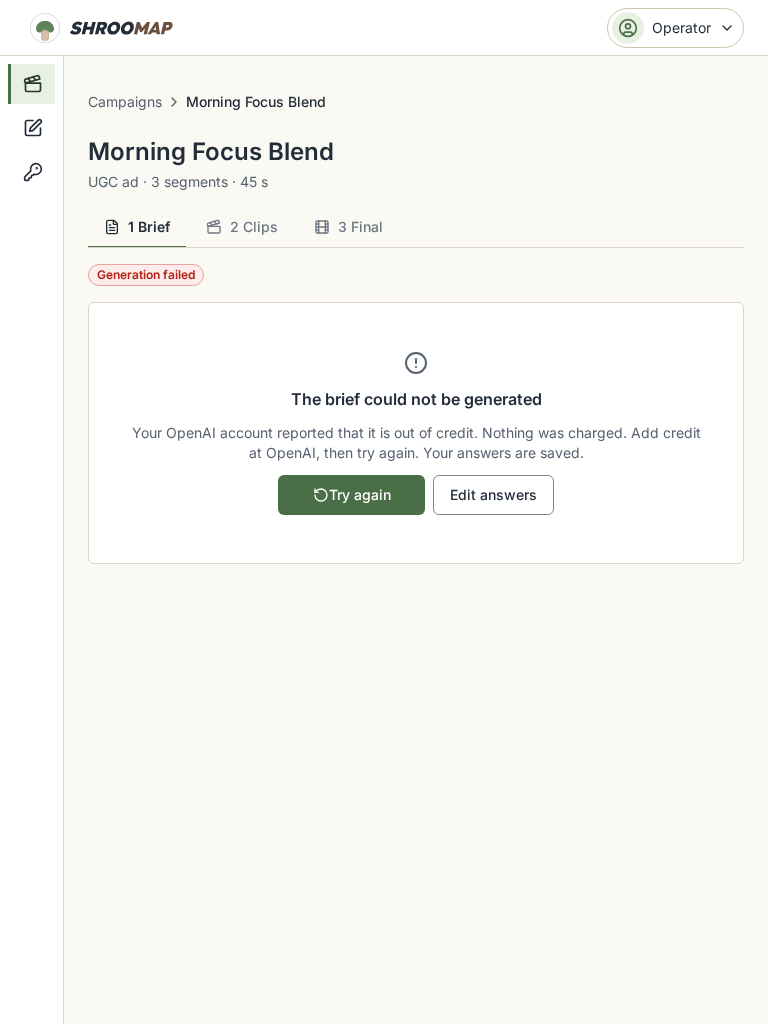 SHROOMAP
Operator
Campaigns
Morning Focus Blend
Morning Focus Blend
UGC ad · 3 segments · 45 s
1 Brief
2 Clips
3 Final
Generation failed
The brief could not be generated
Your OpenAI account reported that it is out of credit. Nothing was charged. Add credit
at OpenAI, then try again. Your answers are saved.
Try again
Edit answers